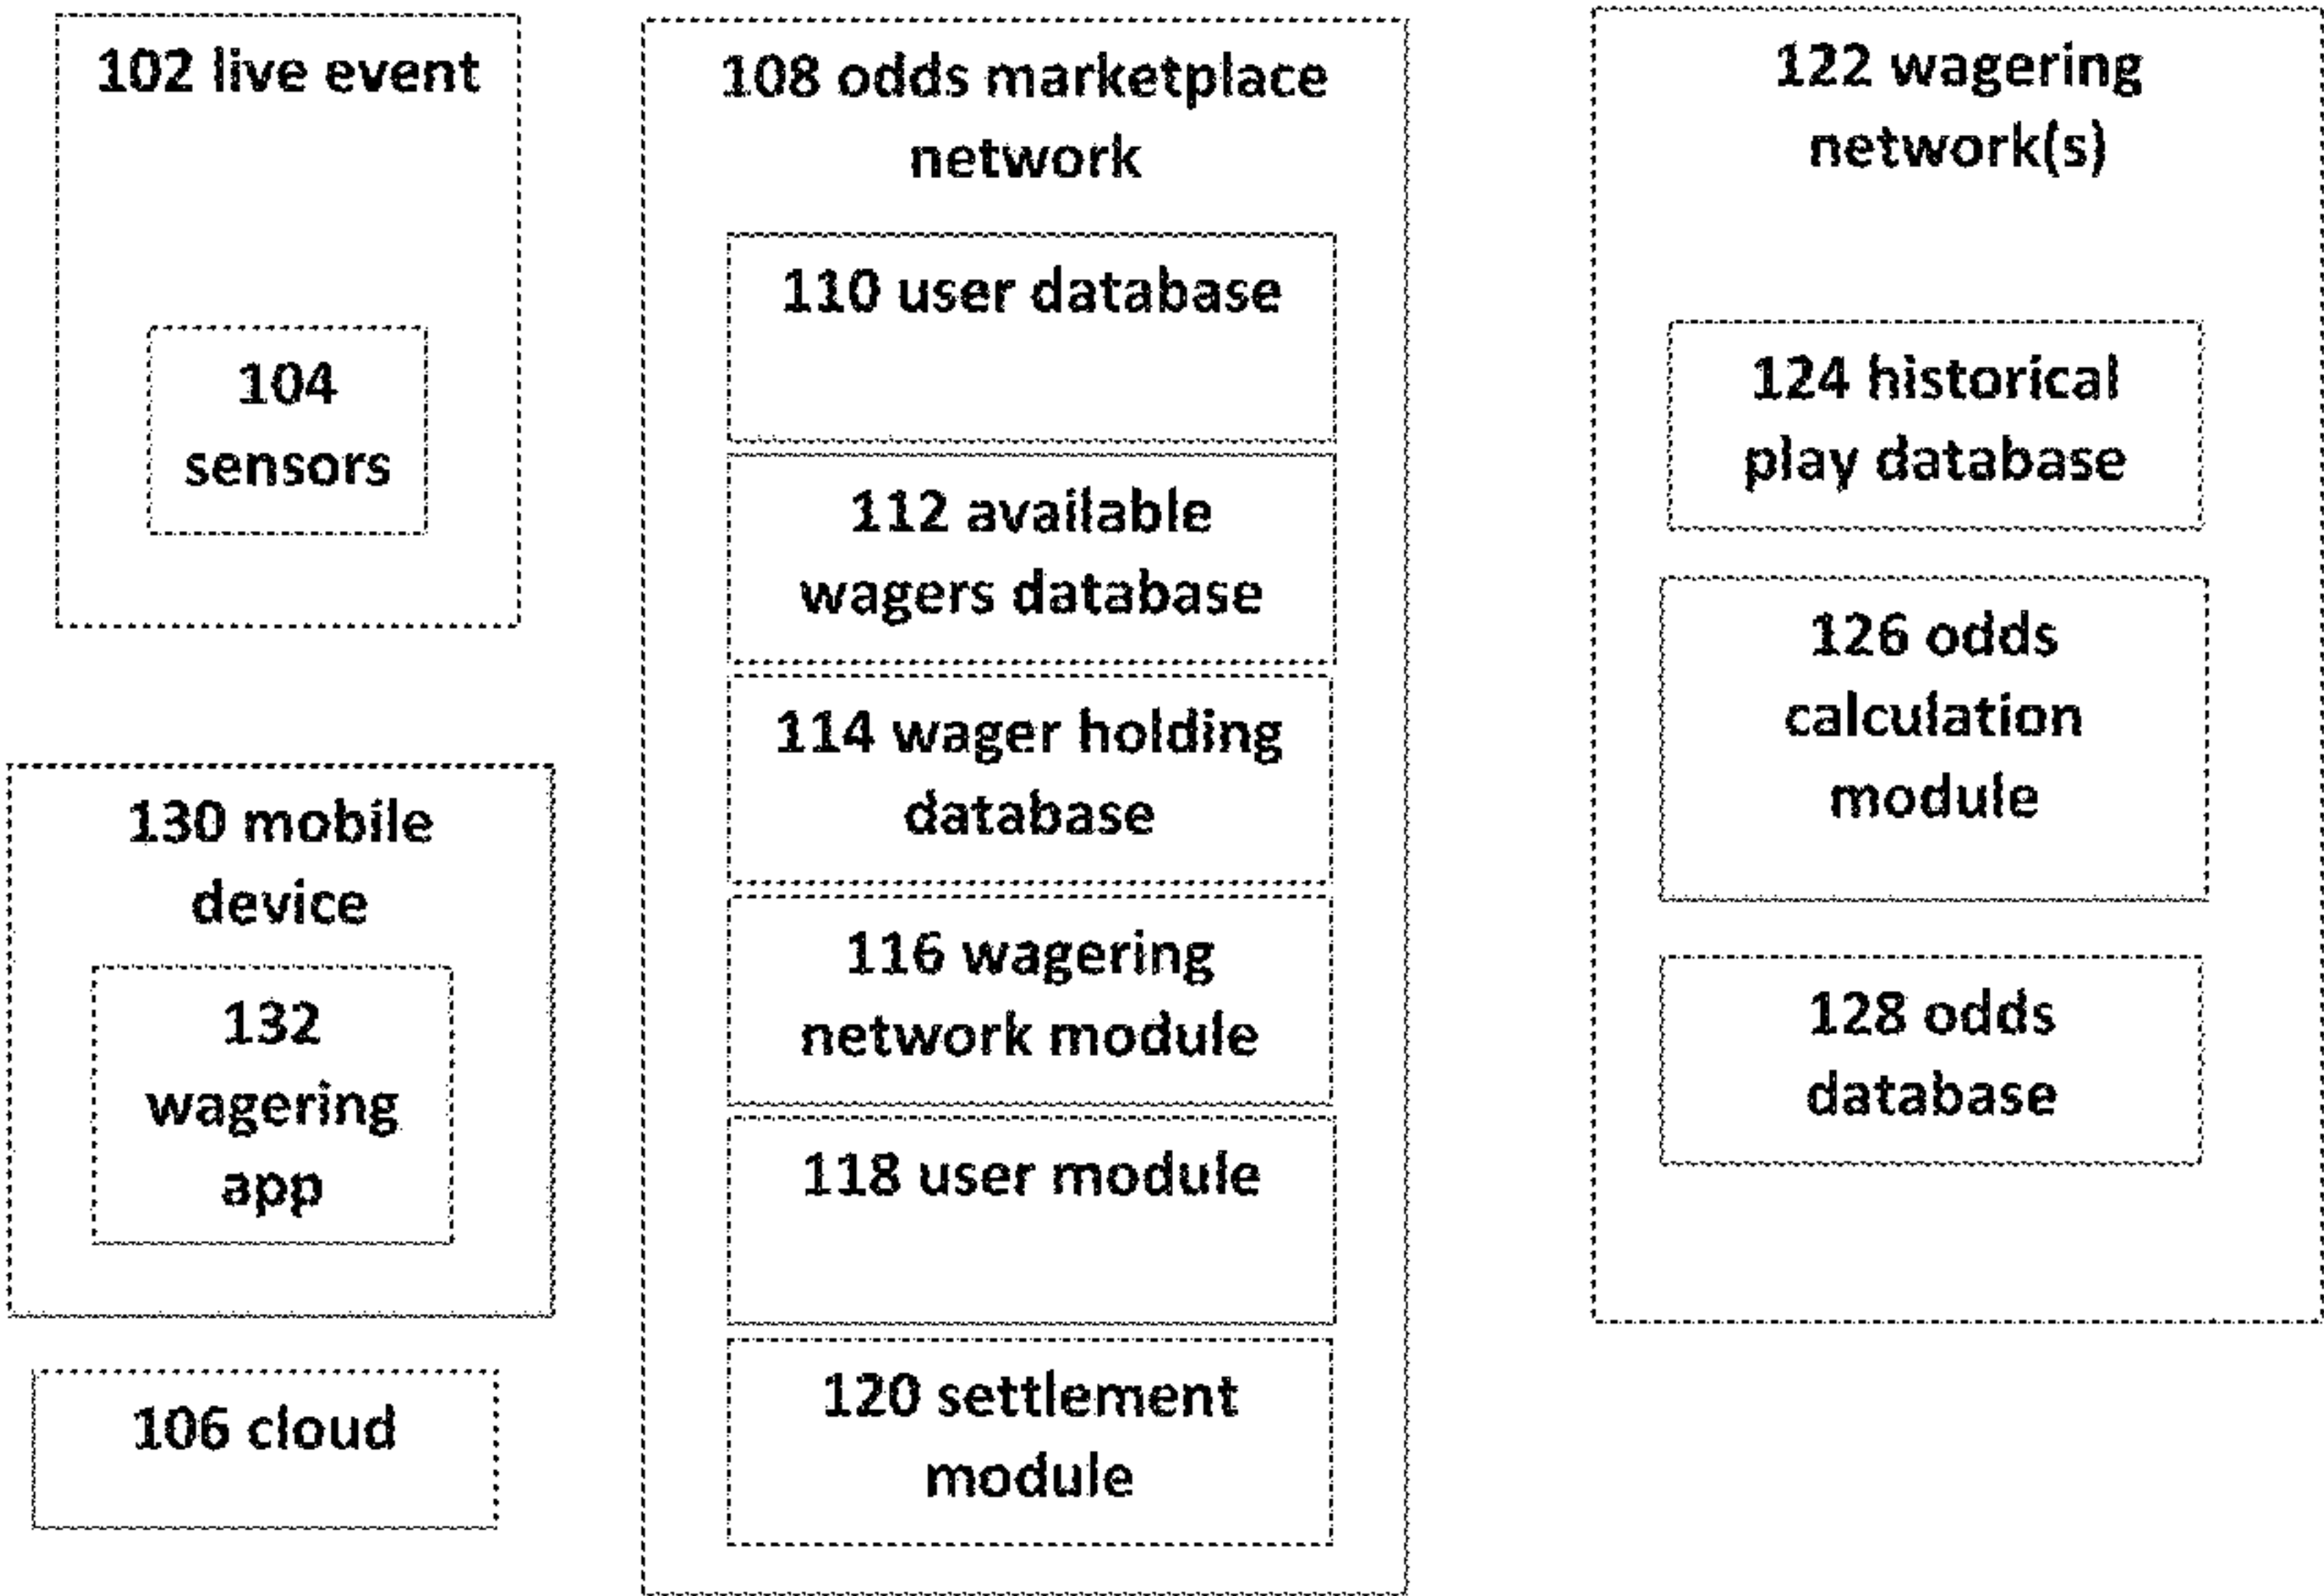 102 live event
104
sensors
130 mobile
device
132
wagering
app
106 cloud
108 odds marketplace
network
110 user database
112 available
wagers database
114 wager holding
database
116 wagering
network module
118 user module
120 settlement
module
122 wagering
network(s)
124 historical
play database
126 odds
calculation
module
128 odds
database